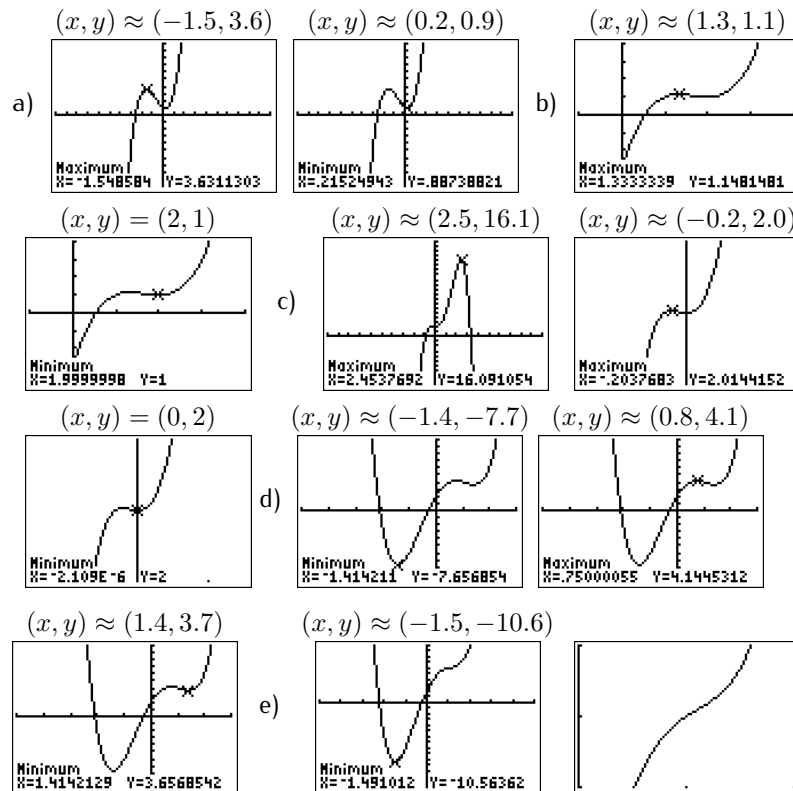 (x, y) ≈ (−1.5, 3.6)
(x, y) ≈ (0.2, 0.9)
(x, y) ≈ (1.3, 1.1)
a)
Maximum
X=-1.548584 Y=3.6311303
Minimum
X=.21524943 Y=.88738821
b)
Maximum
X=1.3333339 Y=1.1481481
(x, y) = (2, 1)
(x, y) ≈ (2.5, 16.1)
(x, y) ≈ (−0.2, 2.0)
Minimum
X=1.9999998 Y=1
c)
Maximum
X=2.4537692 Y=16.091054
Maximum
X=-.2037683 Y=2.0144152
(x, y) = (0, 2)
(x, y) ≈ (−1.4, −7.7)
(x, y) ≈ (0.8, 4.1)
Minimum
X=-2.109E-6 Y=2
d)
Minimum
X=-1.414211 Y=-7.656854
Maximum
X=.75000055 Y=4.1445312
(x, y) ≈ (1.4, 3.7)
(x, y) ≈ (−1.5, −10.6)
Minimum
X=1.4142129 Y=3.6568542
e)
Minimum
X=-1.491012 Y=-10.56362